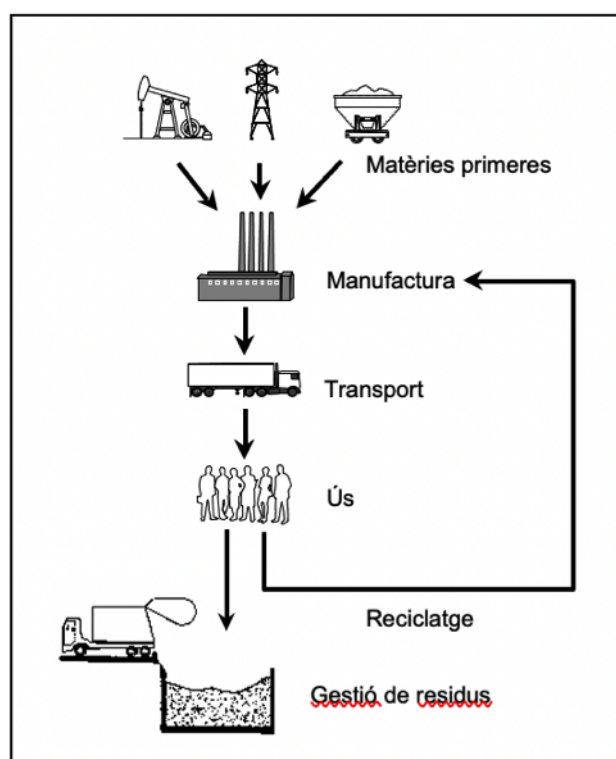 Matèries primeres
Manufactura
Transport
Ús
Reciclatge
Gestió de residus